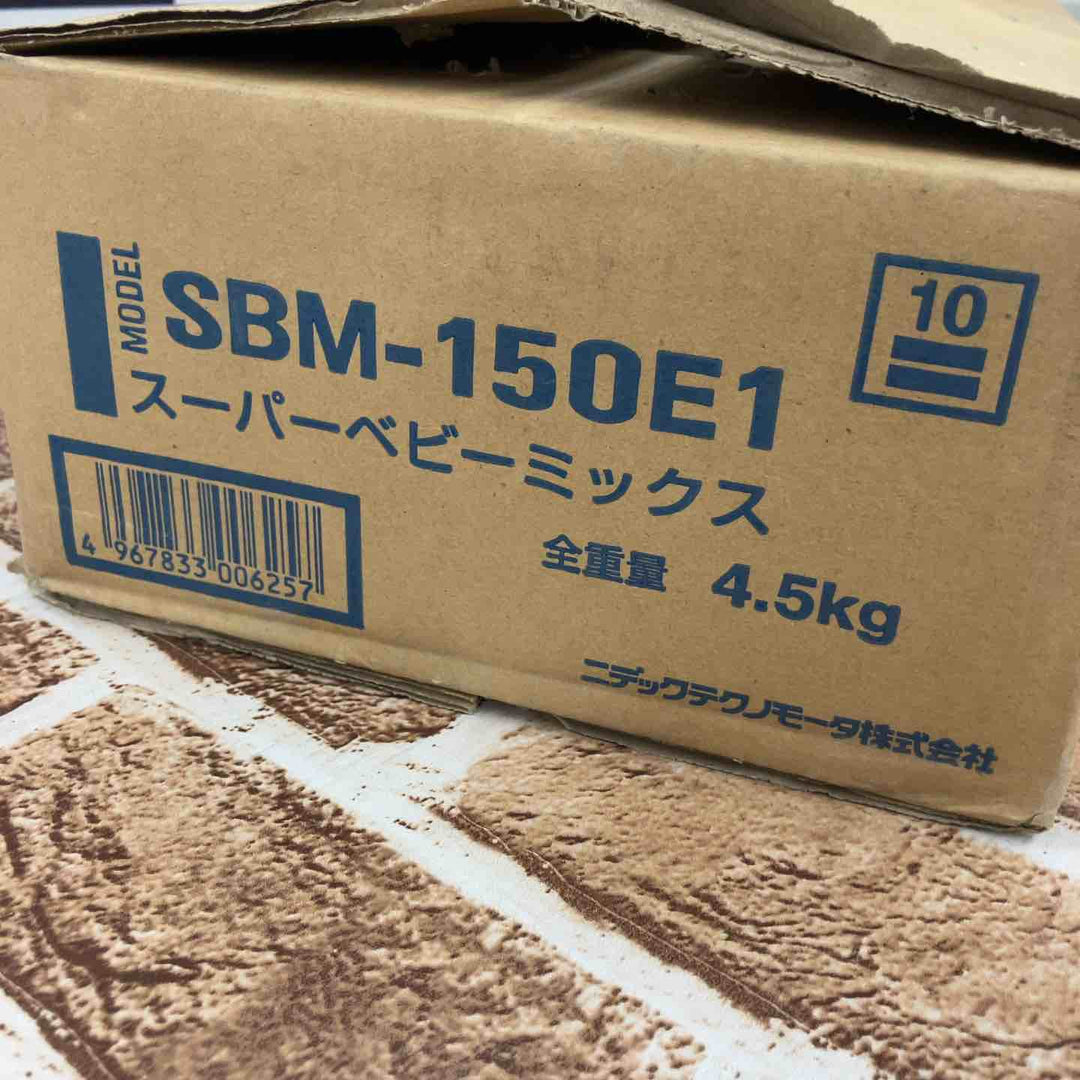 MODEL
SBM-150E1
スーパーベビーミックス
10
4 967833 006257
全重量 4.5kg
ニデックテクノモータ株式会社